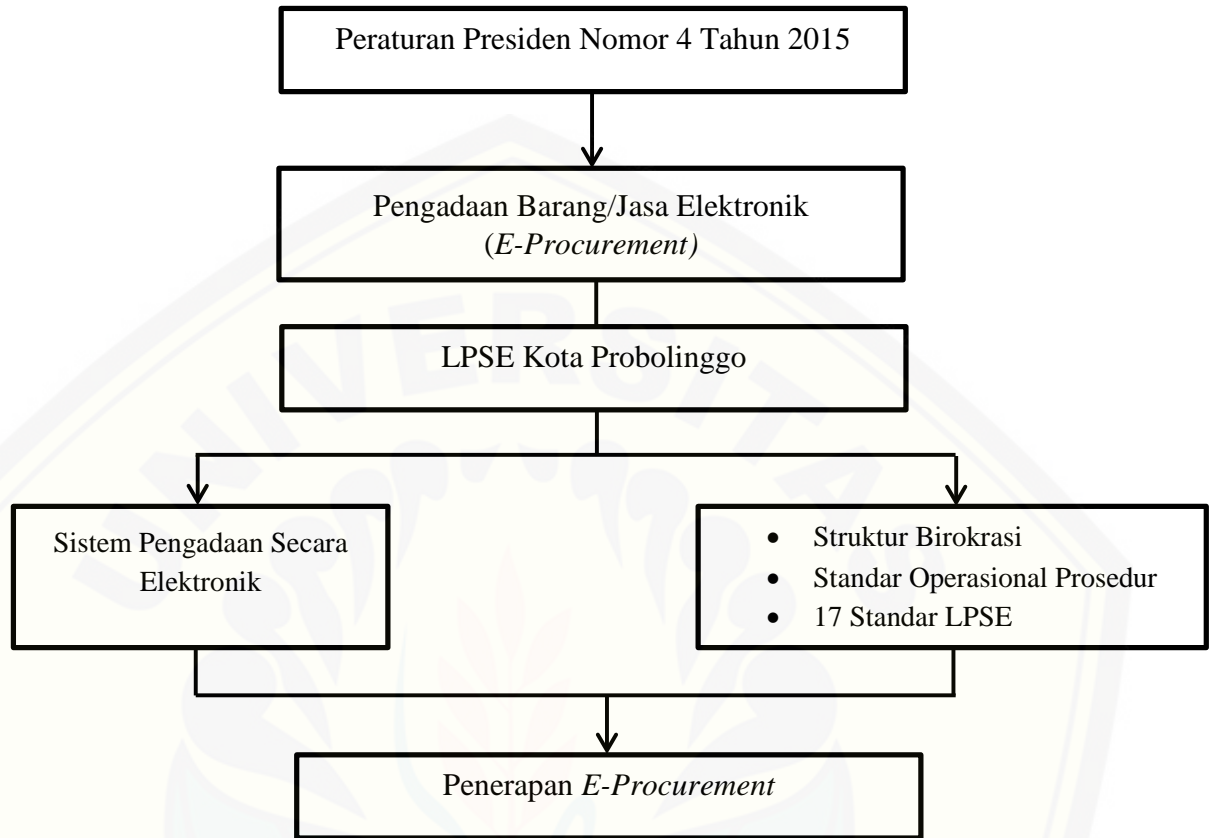 Peraturan Presiden Nomor 4 Tahun 2015
Pengadaan Barang/Jasa Elektronik
(E-Procurement)
LPSE Kota Probolinggo
UNIVERSITAS
Sistem Pengadaan Secara
Elektronik
• Struktur Birokrasi
• Standar Operasional Prosedur
• 17 Standar LPSE
Penerapan E-Procurement